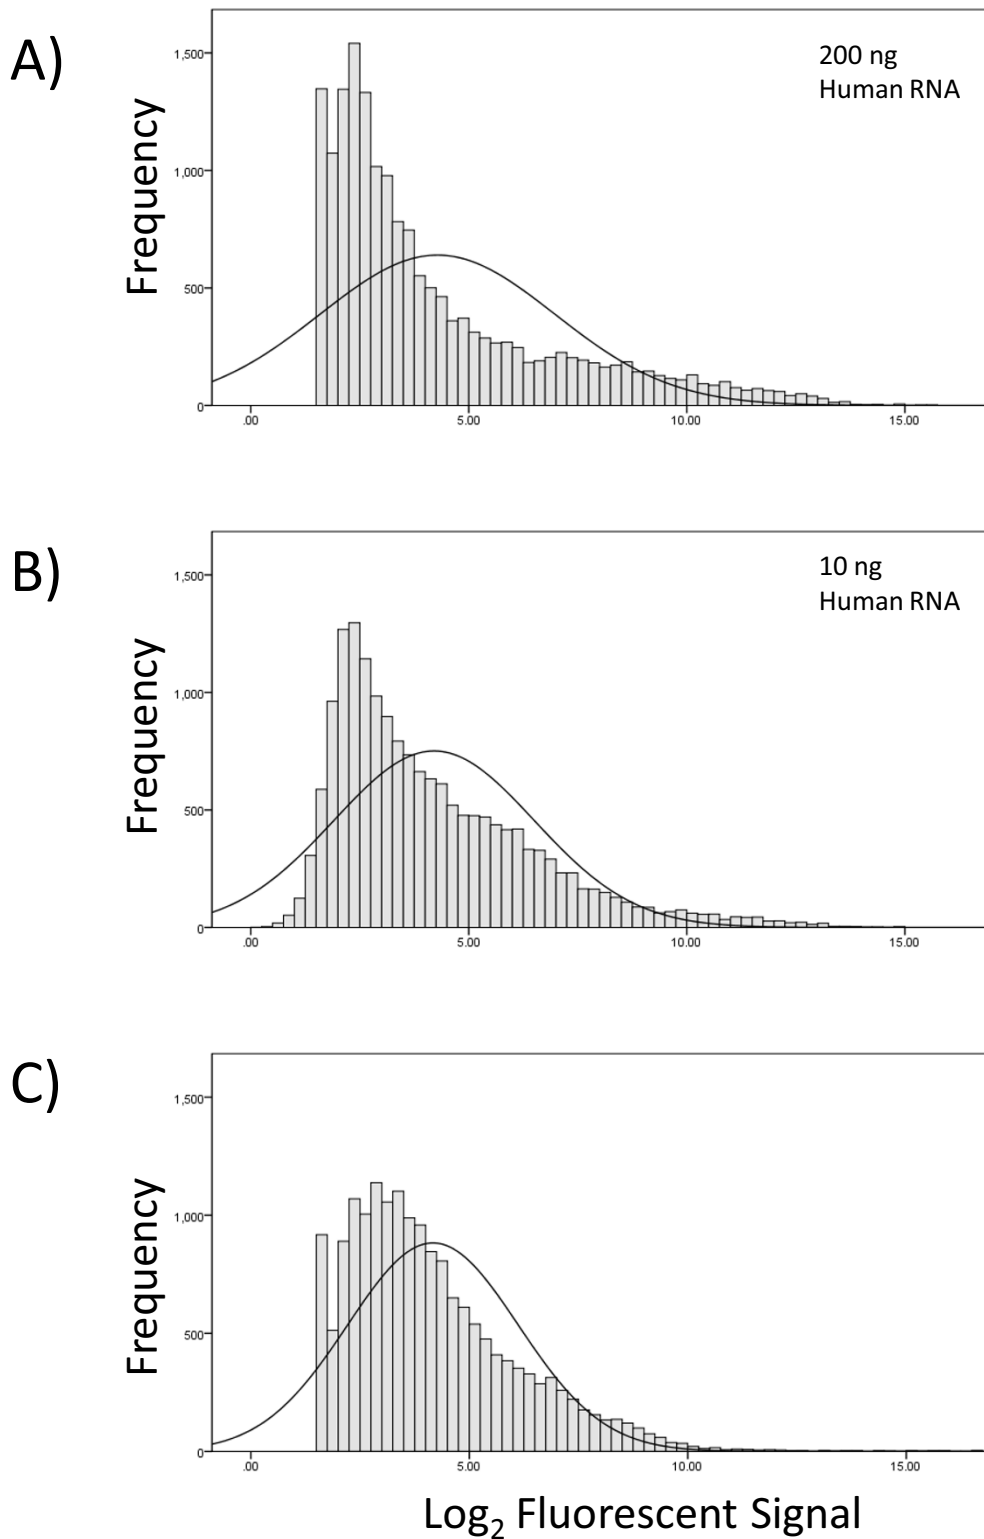 A)
200 ng
Human RNA
Frequency
1,500
1,000
500
0
.00 5.00 10.00 15.00
B)
10 ng
Human RNA
Frequency
1,500
1,000
500
0
.00 5.00 10.00 15.00
C)
Frequency
1,500
1,000
500
0
.00 5.00 10.00 15.00
Log₂ Fluorescent Signal